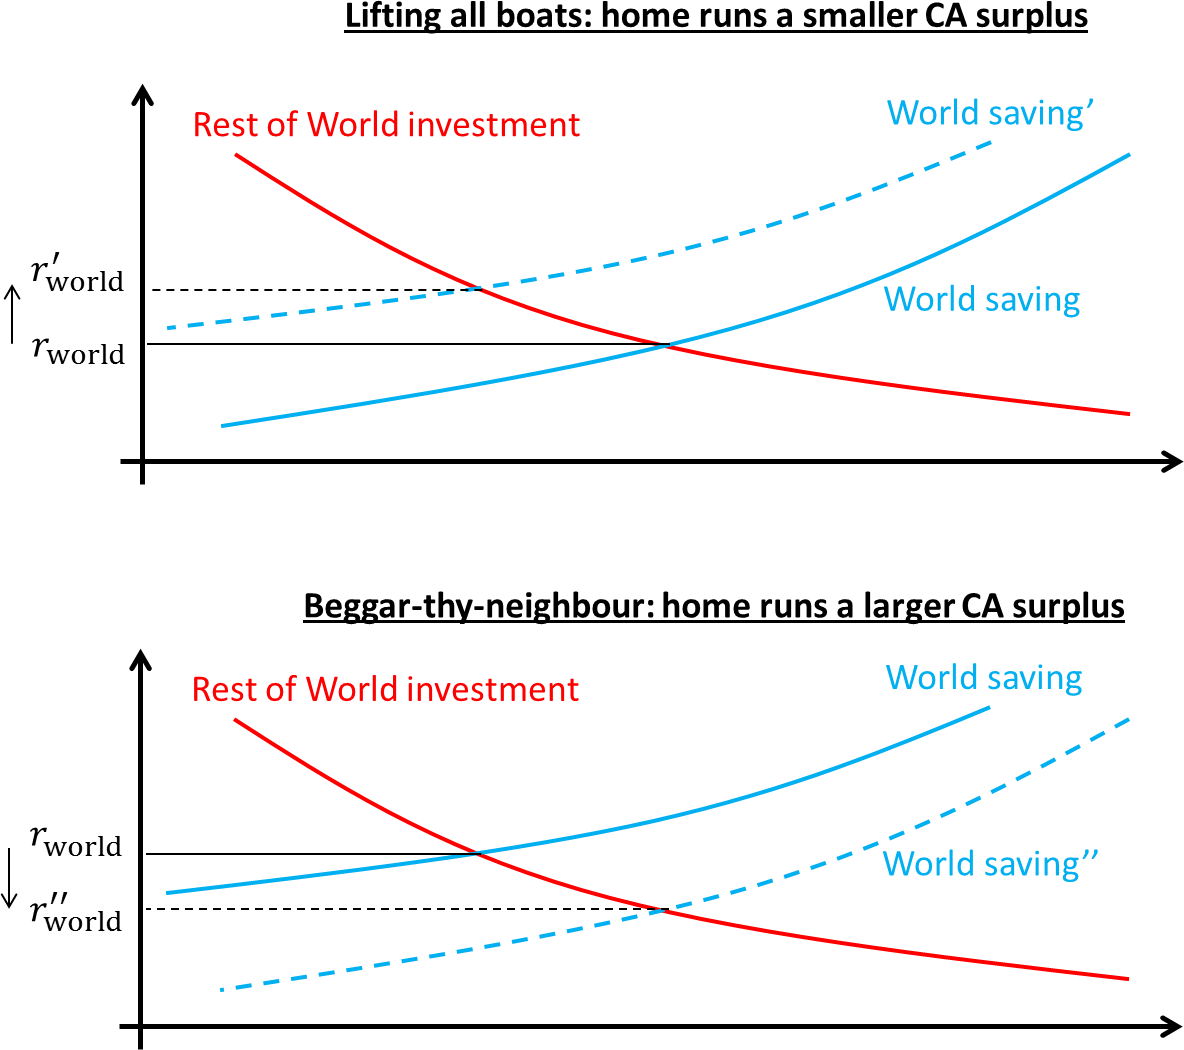 Lifting all boats: home runs a smaller CA surplus
Rest of World investment
World saving’
r′world
World saving
rworld
Beggar-thy-neighbour: home runs a larger CA surplus
Rest of World investment
World saving
rworld
World saving’’
r′′world